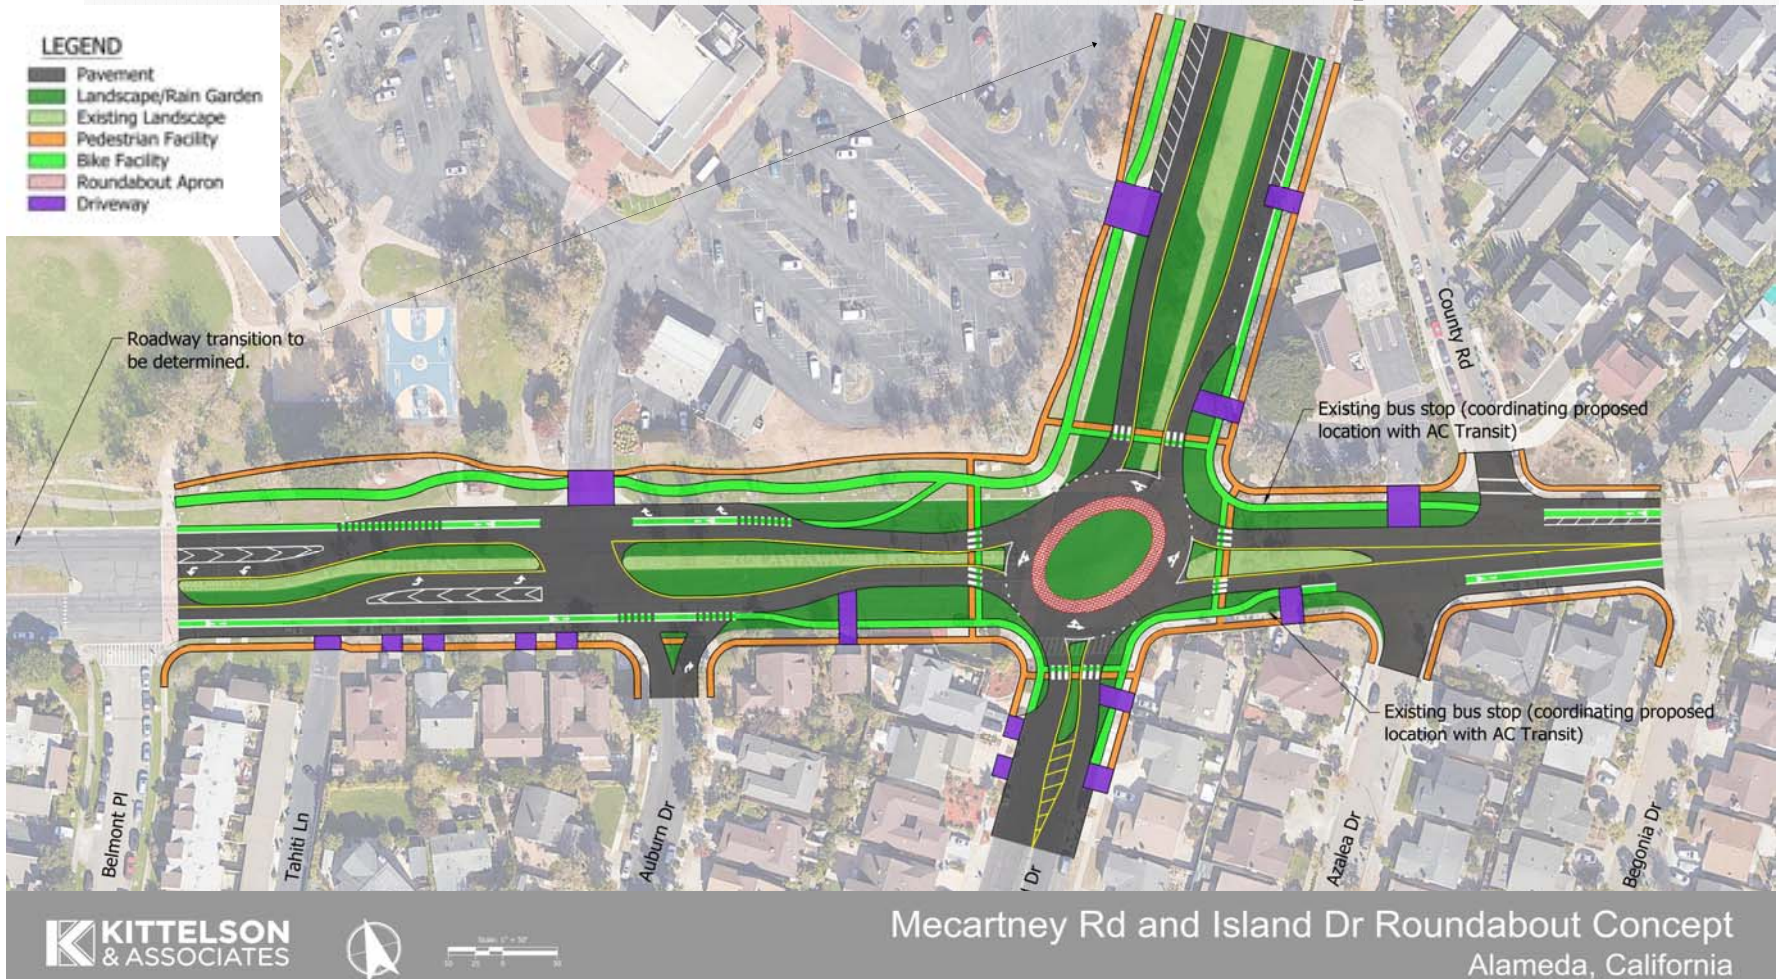 LEGEND
Pavement
Landscape/Rain Garden
Existing Landscape
Pedestrian Facility
Bike Facility
Roundabout Apron
Driveway
Roadway transition to
be determined.
County Rd
Existing bus stop (coordinating proposed
location with AC Transit)
Existing bus stop (coordinating proposed
location with AC Transit)
Belmont Pl
Tahiti Ln
Auburn Dr
Dr
Azalea Dr
Begonia Dr
KITTELSON
& ASSOCIATES
Scale: 1" = 50'
Mecartney Rd and Island Dr Roundabout Concept
Alameda, California